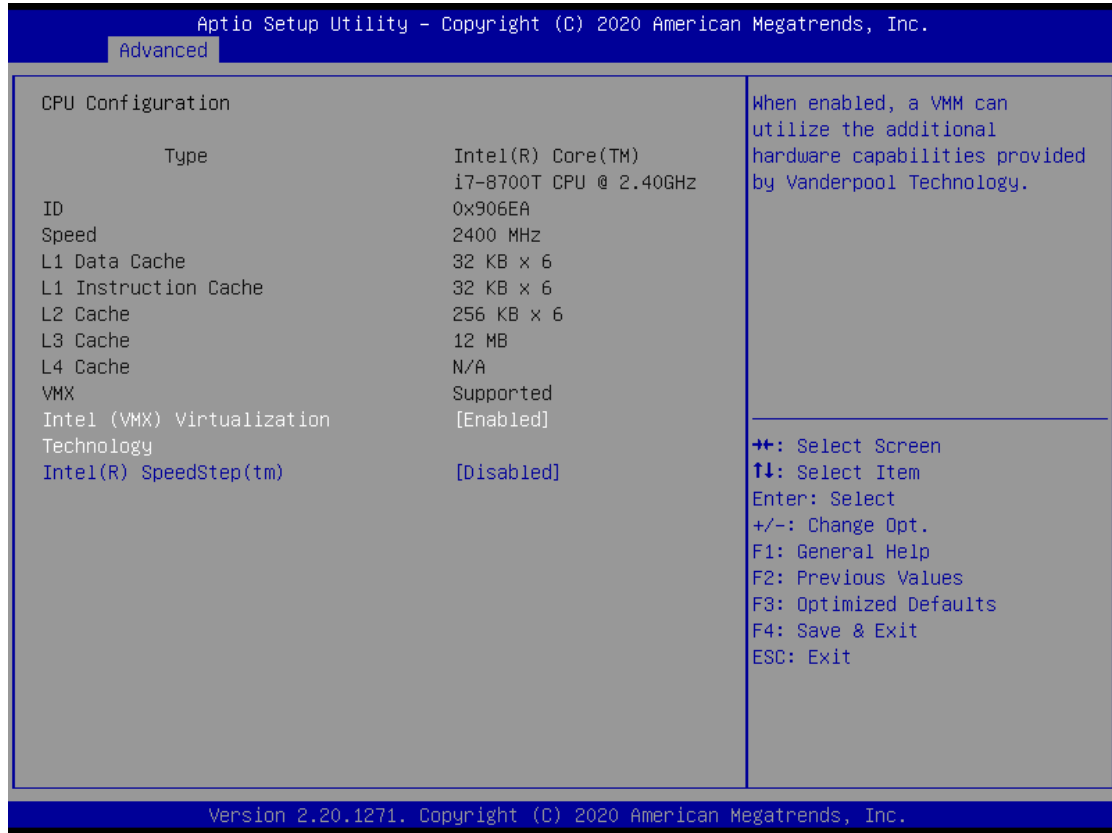 Aptio Setup Utility – Copyright (C) 2020 American Megatrends, Inc.
Advanced
CPU Configuration
Type Intel(R) Core(TM)
i7-8700T CPU @ 2.40GHz
ID 0x906EA
Speed 2400 MHz
L1 Data Cache 32 KB x 6
L1 Instruction Cache 32 KB x 6
L2 Cache 256 KB x 6
L3 Cache 12 MB
L4 Cache N/A
VMX Supported
Intel (VMX) Virtualization [Enabled]
Technology
Intel(R) SpeedStep(tm) [Disabled]
When enabled, a VMM can
utilize the additional
hardware capabilities provided
by Vanderpool Technology.
→←: Select Screen
↑↓: Select Item
Enter: Select
+/-: Change Opt.
F1: General Help
F2: Previous Values
F3: Optimized Defaults
F4: Save & Exit
ESC: Exit
Version 2.20.1271. Copyright (C) 2020 American Megatrends, Inc.